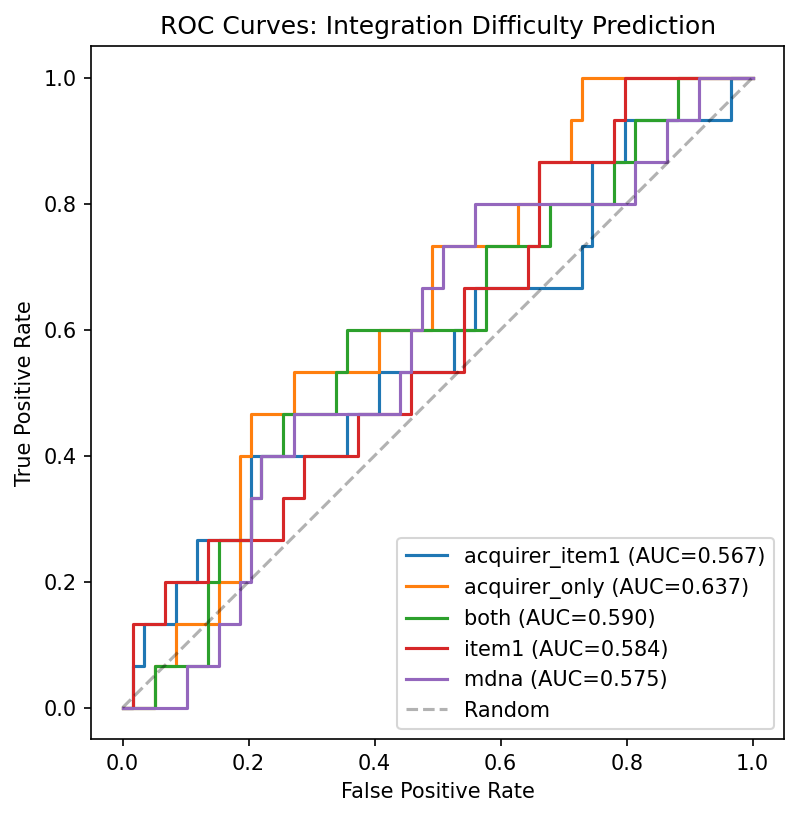 ROC Curves: Integration Difficulty Prediction
True Positive Rate
1.0
0.8
0.6
0.4
0.2
0.0
acquirer_item1 (AUC=0.567)
acquirer_only (AUC=0.637)
both (AUC=0.590)
item1 (AUC=0.584)
mdna (AUC=0.575)
Random
0.0 0.2 0.4 0.6 0.8 1.0
False Positive Rate